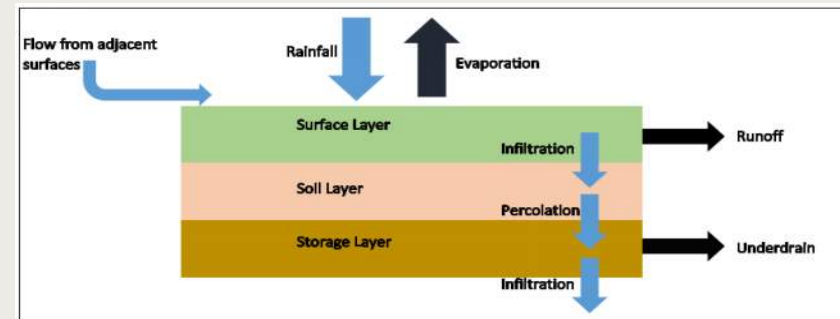 Flow from adjacent
surfaces
Rainfall
Evaporation
Surface Layer
Infiltration
Runoff
Soil Layer
Percolation
Storage Layer
Underdrain
Infiltration